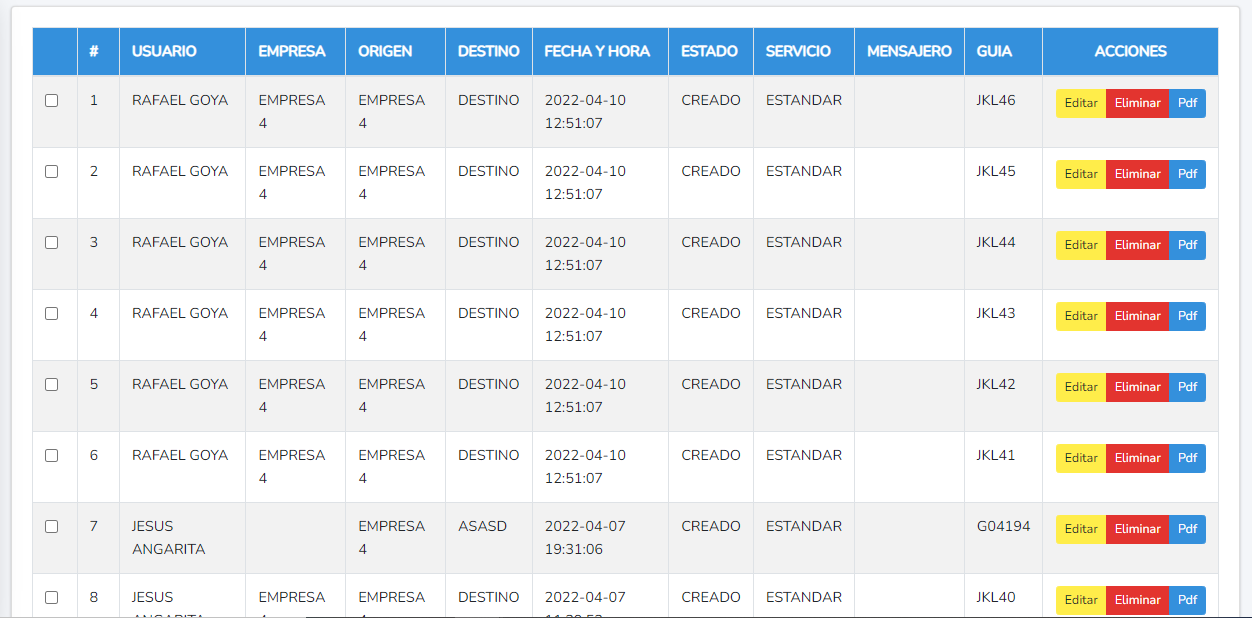 # USUARIO EMPRESA ORIGEN DESTINO FECHA Y HORA ESTADO SERVICIO MENSAJERO GUIA ACCIONES
1 RAFAEL GOYA EMPRESA EMPRESA DESTINO 2022-04-10 CREADO ESTANDAR JKL46 Editar Eliminar Pdf
4 4 12:51:07
2 RAFAEL GOYA EMPRESA EMPRESA DESTINO 2022-04-10 CREADO ESTANDAR JKL45 Editar Eliminar Pdf
4 4 12:51:07
3 RAFAEL GOYA EMPRESA EMPRESA DESTINO 2022-04-10 CREADO ESTANDAR JKL44 Editar Eliminar Pdf
4 4 12:51:07
4 RAFAEL GOYA EMPRESA EMPRESA DESTINO 2022-04-10 CREADO ESTANDAR JKL43 Editar Eliminar Pdf
4 4 12:51:07
5 RAFAEL GOYA EMPRESA EMPRESA DESTINO 2022-04-10 CREADO ESTANDAR JKL42 Editar Eliminar Pdf
4 4 12:51:07
6 RAFAEL GOYA EMPRESA EMPRESA DESTINO 2022-04-10 CREADO ESTANDAR JKL41 Editar Eliminar Pdf
4 4 12:51:07
7 JESUS EMPRESA ASASD 2022-04-07 CREADO ESTANDAR G04194 Editar Eliminar Pdf
ANGARITA 4 19:31:06
8 JESUS EMPRESA EMPRESA DESTINO 2022-04-07 CREADO ESTANDAR JKL40 Editar Eliminar Pdf